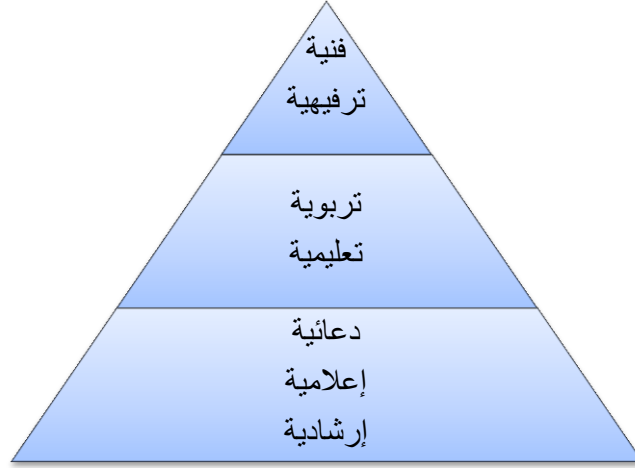 فنية
ترفيهية
تربوية
تعليمية
دعائية
إعلامية
إرشادية